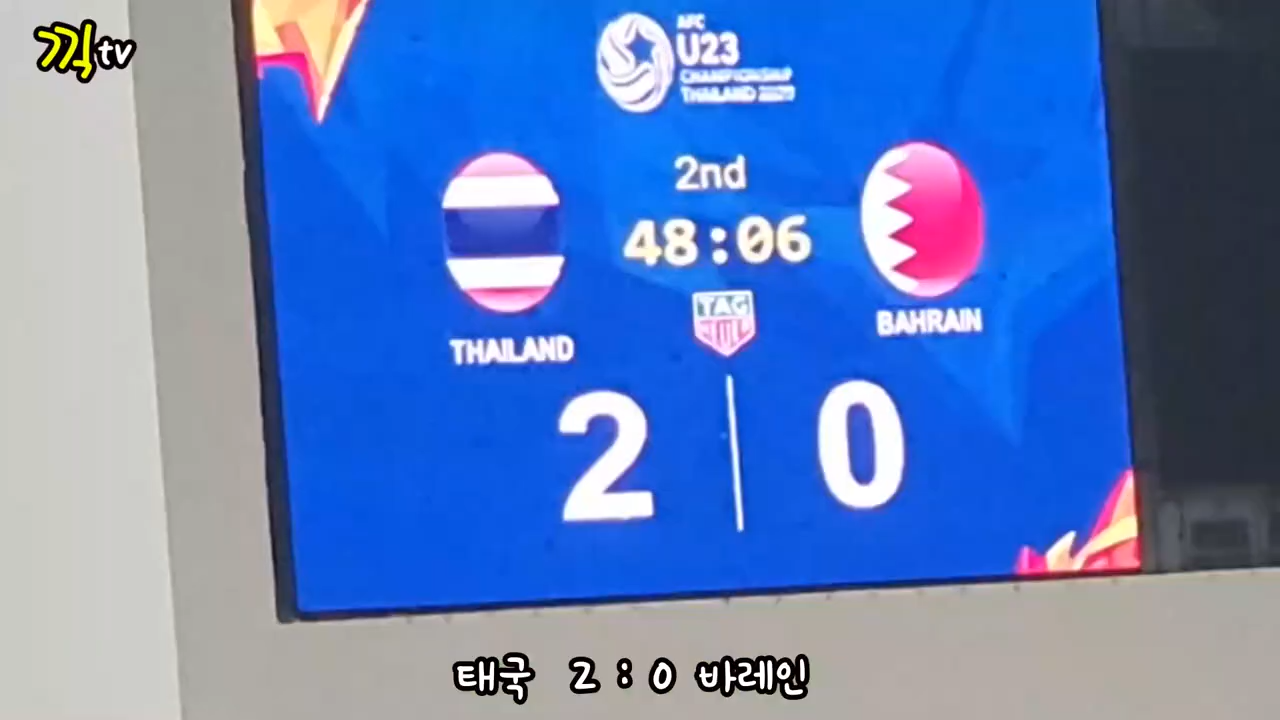 끽tv
AFC
U23
CHAMPIONSHIP
THAILAND 2020
2nd
48:06
TAG
HEUER
THAILAND
BAHRAIN
2 0
태국 2 : 0 바레인